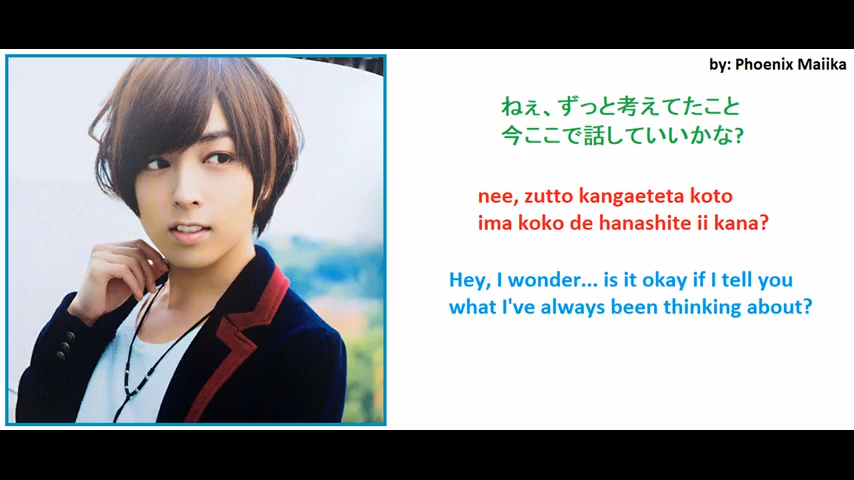 by: Phoenix Maiika
ねぇ、ずっと考えてたこと
今ここで話していいかな?
nee, zutto kangaeteta koto
ima koko de hanashite ii kana?
Hey, I wonder... is it okay if I tell you
what I've always been thinking about?